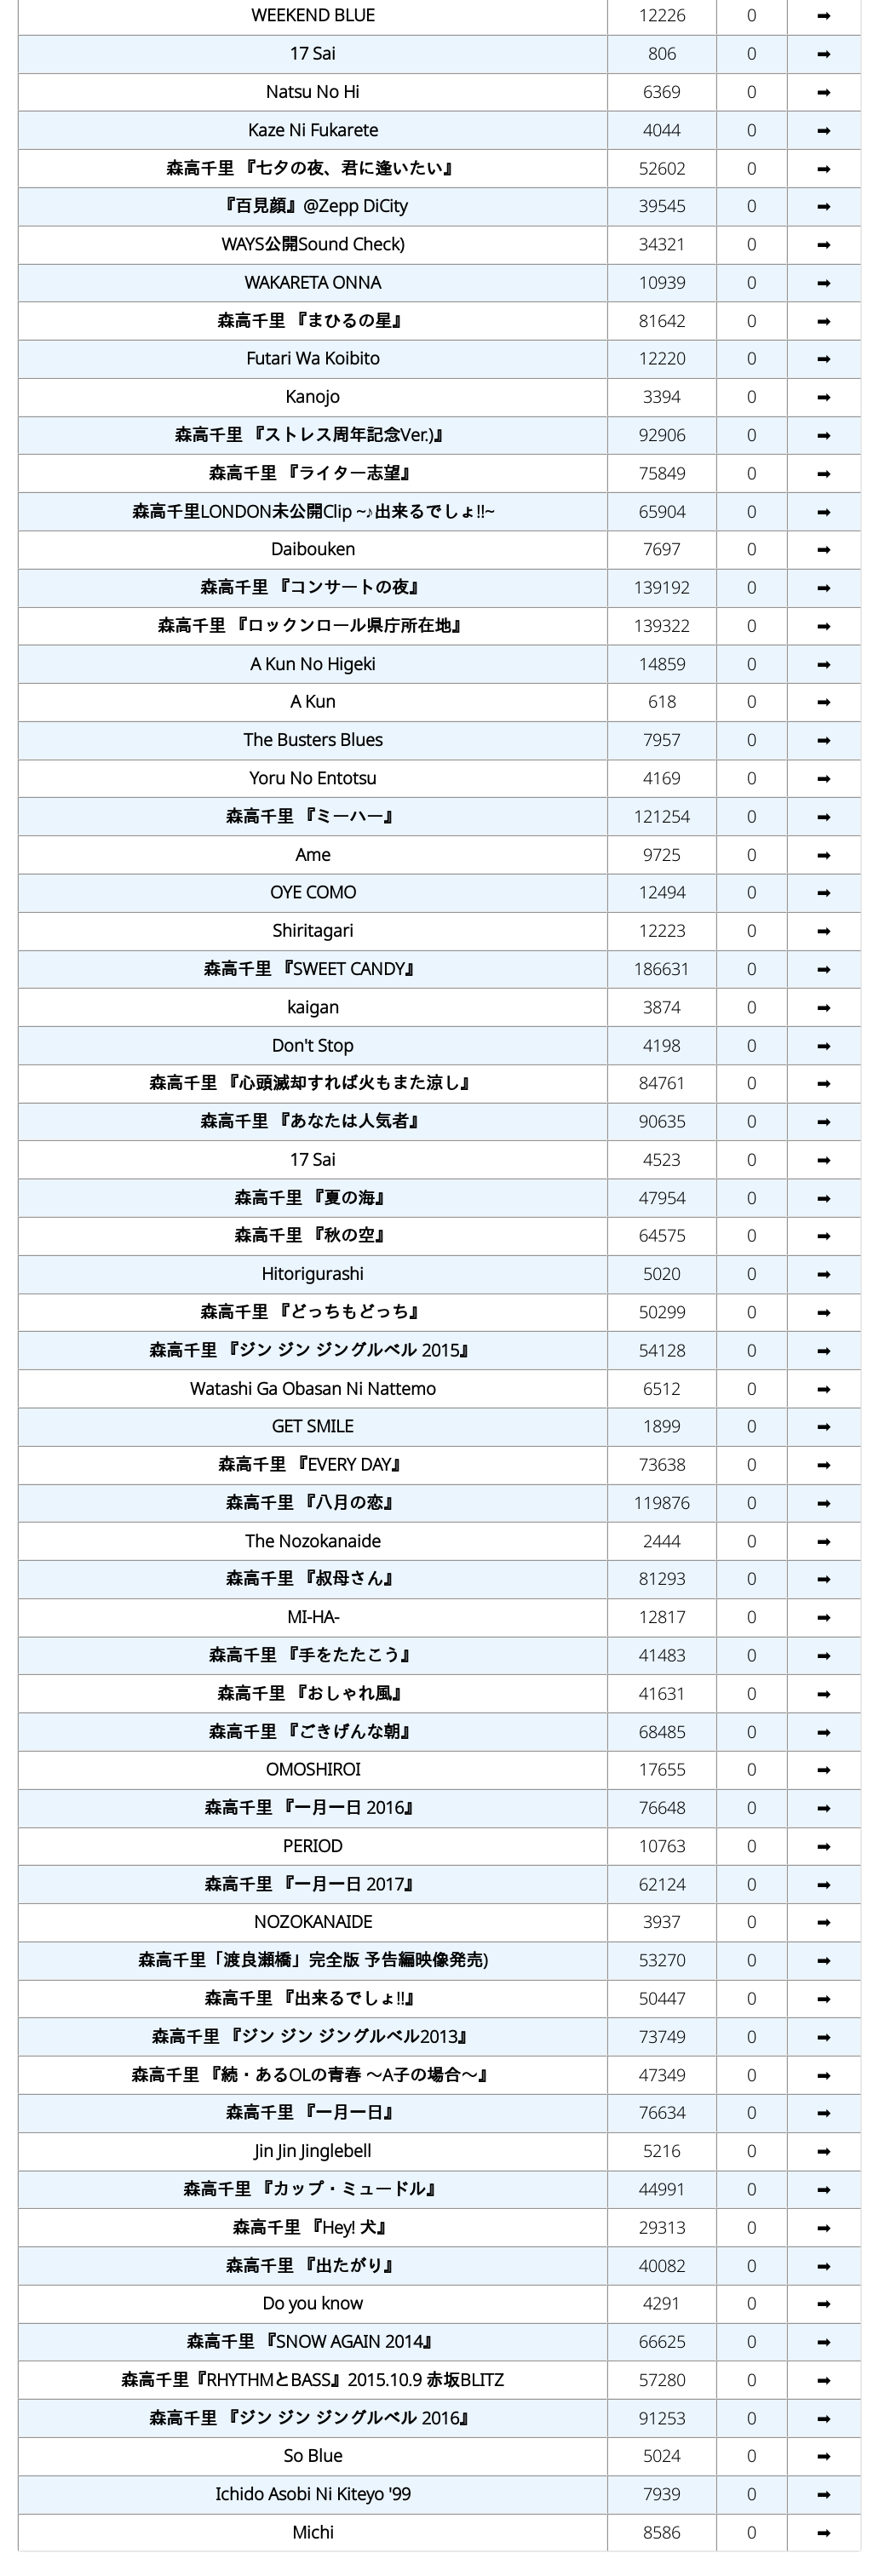 WEEKEND BLUE 12226 0 ➡
17 Sai 806 0 ➡
Natsu No Hi 6369 0 ➡
Kaze Ni Fukarete 4044 0 ➡
森高千里 『七夕の夜、君に逢いたい』 52602 0 ➡
『百見顔』@Zepp DiCity 39545 0 ➡
WAYS公開Sound Check) 34321 0 ➡
WAKARETA ONNA 10939 0 ➡
森高千里 『まひるの星』 81642 0 ➡
Futari Wa Koibito 12220 0 ➡
Kanojo 3394 0 ➡
森高千里 『ストレス周年記念Ver.)』 92906 0 ➡
森高千里 『ライター志望』 75849 0 ➡
森高千里LONDON未公開Clip ~♪出来るでしょ!!~ 65904 0 ➡
Daibouken 7697 0 ➡
森高千里 『コンサートの夜』 139192 0 ➡
森高千里 『ロックンロール県庁所在地』 139322 0 ➡
A Kun No Higeki 14859 0 ➡
A Kun 618 0 ➡
The Busters Blues 7957 0 ➡
Yoru No Entotsu 4169 0 ➡
森高千里 『ミーハー』 121254 0 ➡
Ame 9725 0 ➡
OYE COMO 12494 0 ➡
Shiritagari 12223 0 ➡
森高千里 『SWEET CANDY』 186631 0 ➡
kaigan 3874 0 ➡
Don't Stop 4198 0 ➡
森高千里 『心頭滅却すれば火もまた涼し』 84761 0 ➡
森高千里 『あなたは人気者』 90635 0 ➡
17 Sai 4523 0 ➡
森高千里 『夏の海』 47954 0 ➡
森高千里 『秋の空』 64575 0 ➡
Hitorigurashi 5020 0 ➡
森高千里 『どっちもどっち』 50299 0 ➡
森高千里 『ジン ジン ジングルベル 2015』 54128 0 ➡
Watashi Ga Obasan Ni Nattemo 6512 0 ➡
GET SMILE 1899 0 ➡
森高千里 『EVERY DAY』 73638 0 ➡
森高千里 『八月の恋』 119876 0 ➡
The Nozokanaide 2444 0 ➡
森高千里 『叔母さん』 81293 0 ➡
MI-HA- 12817 0 ➡
森高千里 『手をたたこう』 41483 0 ➡
森高千里 『おしゃれ風』 41631 0 ➡
森高千里 『ごきげんな朝』 68485 0 ➡
OMOSHIROI 17655 0 ➡
森高千里 『一月一日 2016』 76648 0 ➡
PERIOD 10763 0 ➡
森高千里 『一月一日 2017』 62124 0 ➡
NOZOKANAIDE 3937 0 ➡
森高千里「渡良瀬橋」完全版 予告編映像発売) 53270 0 ➡
森高千里 『出来るでしょ!!』 50447 0 ➡
森高千里 『ジン ジン ジングルベル2013』 73749 0 ➡
森高千里 『続・あるOLの青春 〜A子の場合〜』 47349 0 ➡
森高千里 『一月一日』 76634 0 ➡
Jin Jin Jinglebell 5216 0 ➡
森高千里 『カップ・ミュードル』 44991 0 ➡
森高千里 『Hey! 犬』 29313 0 ➡
森高千里 『出たがり』 40082 0 ➡
Do you know 4291 0 ➡
森高千里 『SNOW AGAIN 2014』 66625 0 ➡
森高千里『RHYTHMとBASS』2015.10.9 赤坂BLITZ 57280 0 ➡
森高千里 『ジン ジン ジングルベル 2016』 91253 0 ➡
So Blue 5024 0 ➡
Ichido Asobi Ni Kiteyo '99 7939 0 ➡
Michi 8586 0 ➡